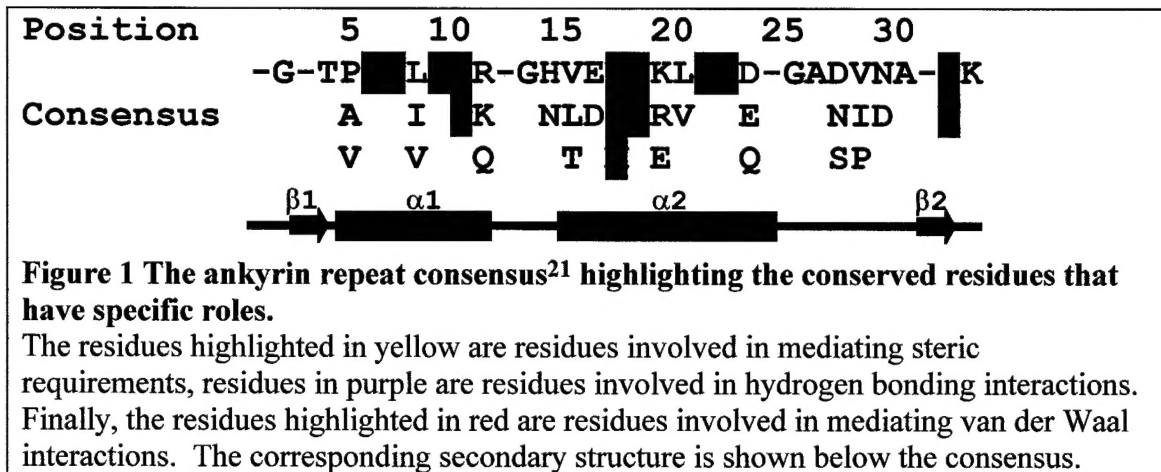 Position 5 10 15 20 25 30
-G-TP L R-GHVE KL D-GADVNA- K
Consensus A I K NLD RV E NID
V V Q T E Q SP
β1 α1 α2 β2
Figure 1 The ankyrin repeat consensus21 highlighting the conserved residues that
have specific roles.
The residues highlighted in yellow are residues involved in mediating steric
requirements, residues in purple are residues involved in hydrogen bonding interactions.
Finally, the residues highlighted in red are residues involved in mediating van der Waal
interactions. The corresponding secondary structure is shown below the consensus.